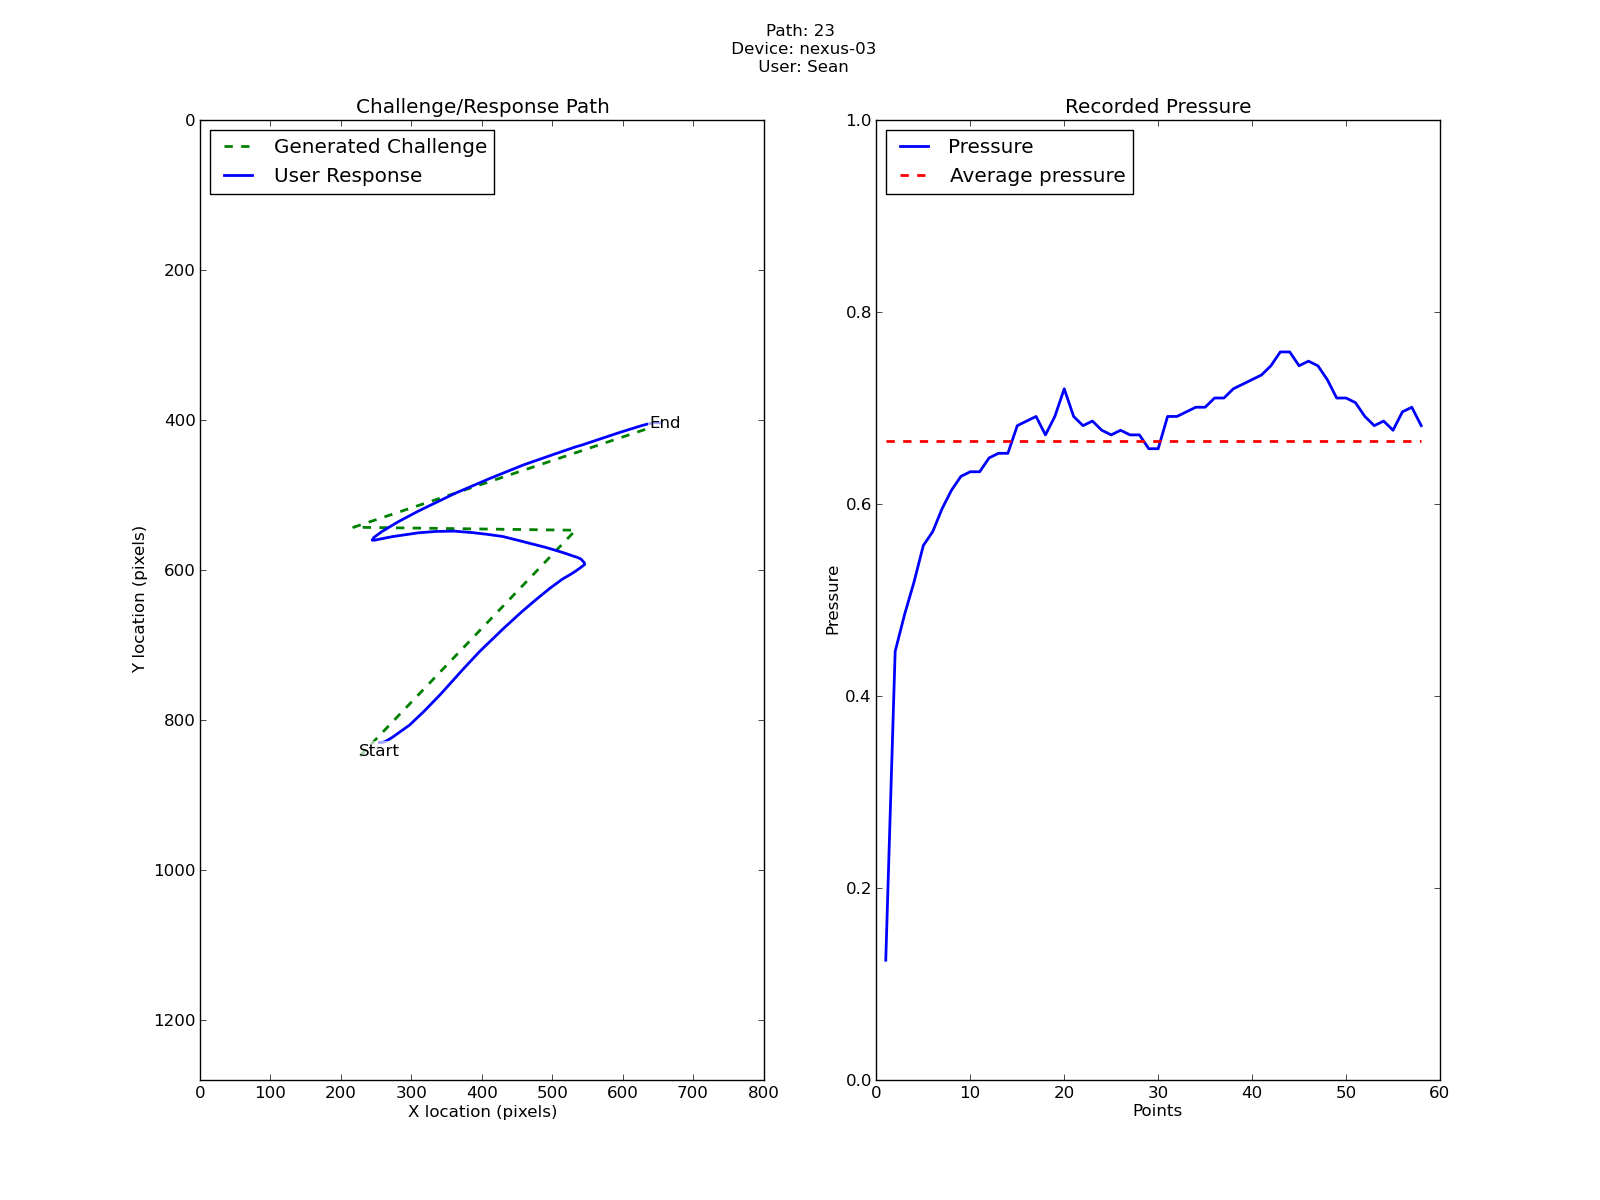 Path: 23
Device: nexus-03
User: Sean
Challenge/Response Path
Generated Challenge
User Response
0
200
400
600
800
1000
1200
Y location (pixels)
End
Start
0 100 200 300 400 500 600 700 800
X location (pixels)
Recorded Pressure
Pressure
Average pressure
1.0
0.8
0.6
0.4
0.2
0.0
Pressure
0 10 20 30 40 50 60
Points